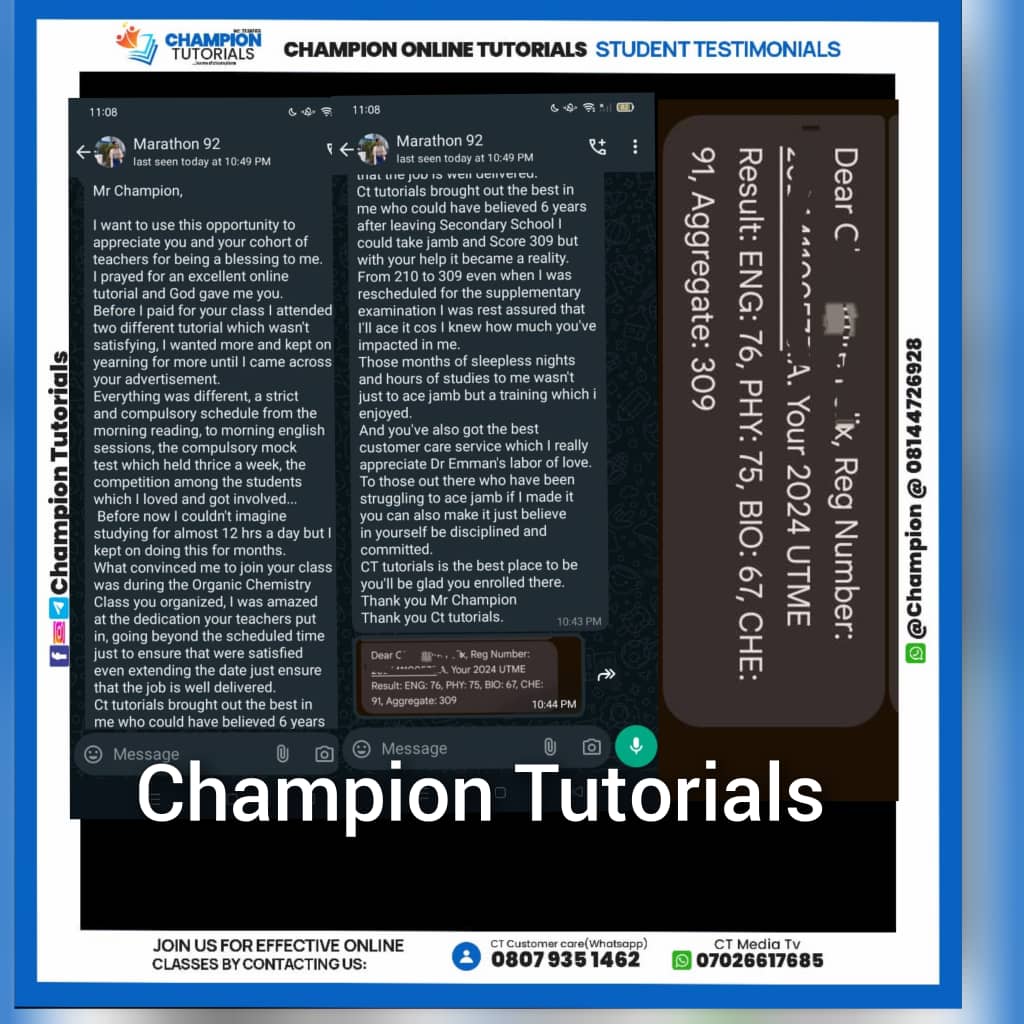 CHAMPION
TUTORIALS
CHAMPION ONLINE TUTORIALS STUDENT TESTIMONIALS
11:08
Marathon 92
last seen today at 10:49 PM
Mr Champion,
I want to use this opportunity to
appreciate you and your cohort of
teachers for being a blessing to me.
I prayed for an excellent online
tutorial and God gave me you.
Before I paid for your class I attended
two different tutorial which wasn't
satisfying, I wanted more and kept on
yearning for more until I came across
your advertisement.
Everything was different, a strict
and compulsory schedule from the
morning reading, to morning english
sessions, the compulsory mock
test which held thrice a week, the
competition among the students
which I loved and got involved...
Before now I couldn't imagine
studying for almost 12 hrs a day but I
kept on doing this for months.
What convinced me to join your class
was during the Organic Chemistry
Class you organized, I was amazed
at the dedication your teachers put
in, going beyond the scheduled time
just to ensure that were satisfied
even extending the date just ensure
that the job is well delivered.
Ct tutorials brought out the best in
me who could have believed 6 years
Message
11:08
Marathon 92
last seen today at 10:49 PM
that the job is well delivered.
Ct tutorials brought out the best in
me who could have believed 6 years
after leaving Secondary School I
could take jamb and Score 309 but
with your help it became a reality.
From 210 to 309 even when I was
rescheduled for the supplementary
examination I was rest assured that
I'll ace it cos I knew how much you've
impacted in me.
Those months of sleepless nights
and hours of studies to me wasn't
just to ace jamb but a training which i
enjoyed.
And you've also got the best
customer care service which I really
appreciate Dr Emman's labor of love.
To those out there who have been
struggling to ace jamb if I made it
you can also make it just believe
in yourself be disciplined and
committed.
CT tutorials is the best place to be
you'll be glad you enrolled there.
Thank you Mr Champion
Thank you Ct tutorials.
10:43 PM
Dear C Reg Number:
A. Your 2024 UTME
Result: ENG: 76, PHY: 75, BIO: 67, CHE:
91, Aggregate: 309
10:44 PM
Message
Dear C Reg Number:
A. Your 2024 UTME
Result: ENG: 76, PHY: 75, BIO: 67, CHE:
91, Aggregate: 309
Champion Tutorials
@Champion @ 08144726928
Champion Tutorials
JOIN US FOR EFFECTIVE ONLINE
CLASSES BY CONTACTING US:
CT Customer care(Whatsapp)
0807 935 1462
CT Media Tv
07026617685